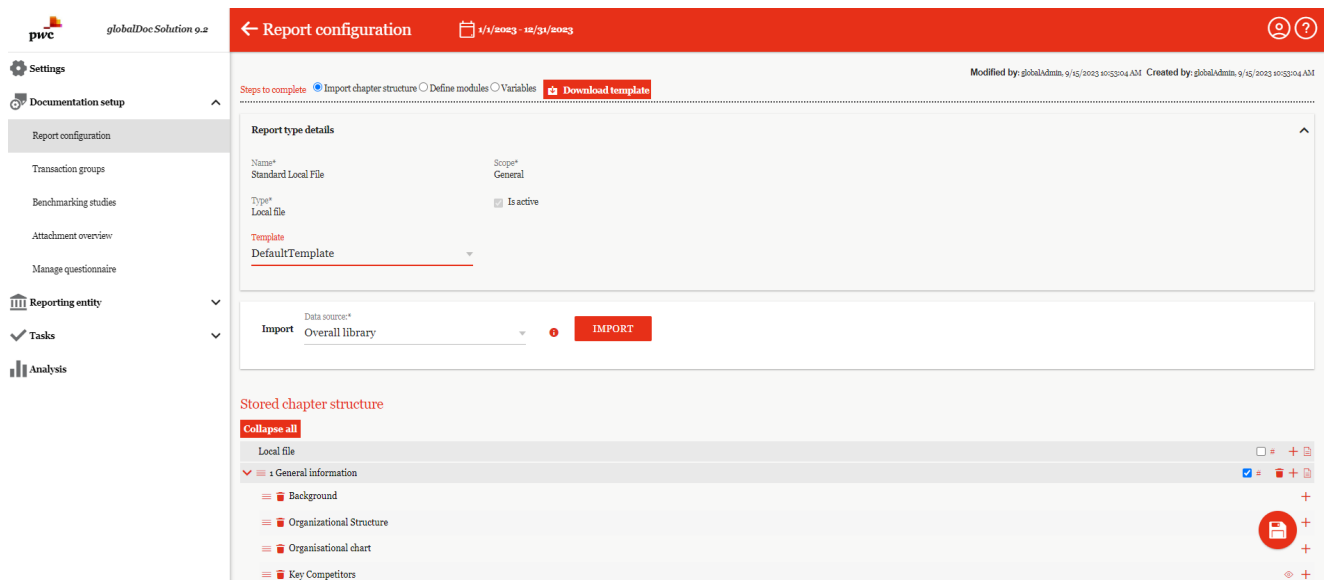 pwc
globalDoc Solution 9.2
Report configuration
1/1/2023 - 12/31/2023
Settings
Documentation setup
Report configuration
Transaction groups
Benchmarking studies
Attachment overview
Manage questionnaire
Reporting entity
Tasks
Analysis
Modified by: globalAdmin, 9/15/2023 10:53:04 AM Created by: globalAdmin, 9/15/2023 10:53:04 AM
Steps to complete Import chapter structure Define modules Variables Download template
Report type details
Name* Scope*
Standard Local File General
Type* Is active
Local file
Template
DefaultTemplate
Data source:*
Import Overall library IMPORT
Stored chapter structure
Collapse all
Local file #
1 General information #
Background
Organizational Structure
Organisational chart
Key Competitors